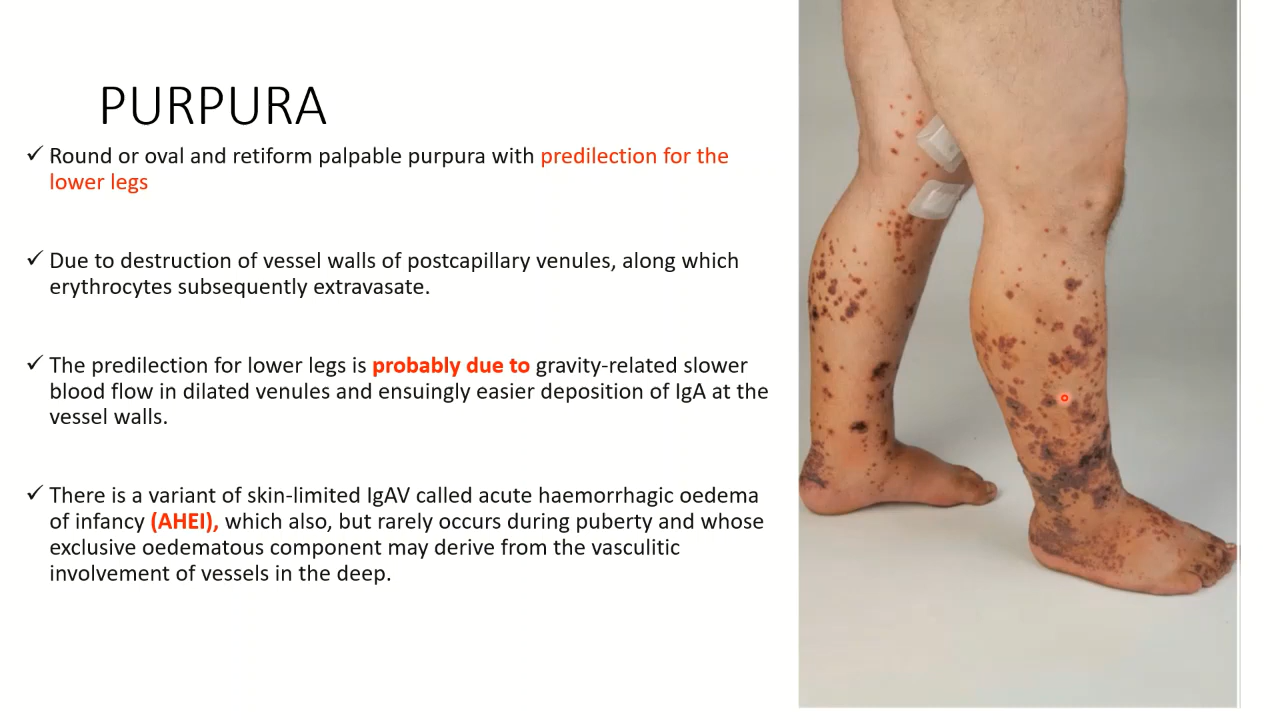 PURPURA
✓ Round or oval and retiform palpable purpura with predilection for the
lower legs
✓ Due to destruction of vessel walls of postcapillary venules, along which
erythrocytes subsequently extravasate.
✓ The predilection for lower legs is probably due to gravity-related slower
blood flow in dilated venules and ensuingly easier deposition of IgA at the
vessel walls.
✓ There is a variant of skin-limited IgAV called acute haemorrhagic oedema
of infancy (AHEI), which also, but rarely occurs during puberty and whose
exclusive oedematous component may derive from the vasculitic
involvement of vessels in the deep.